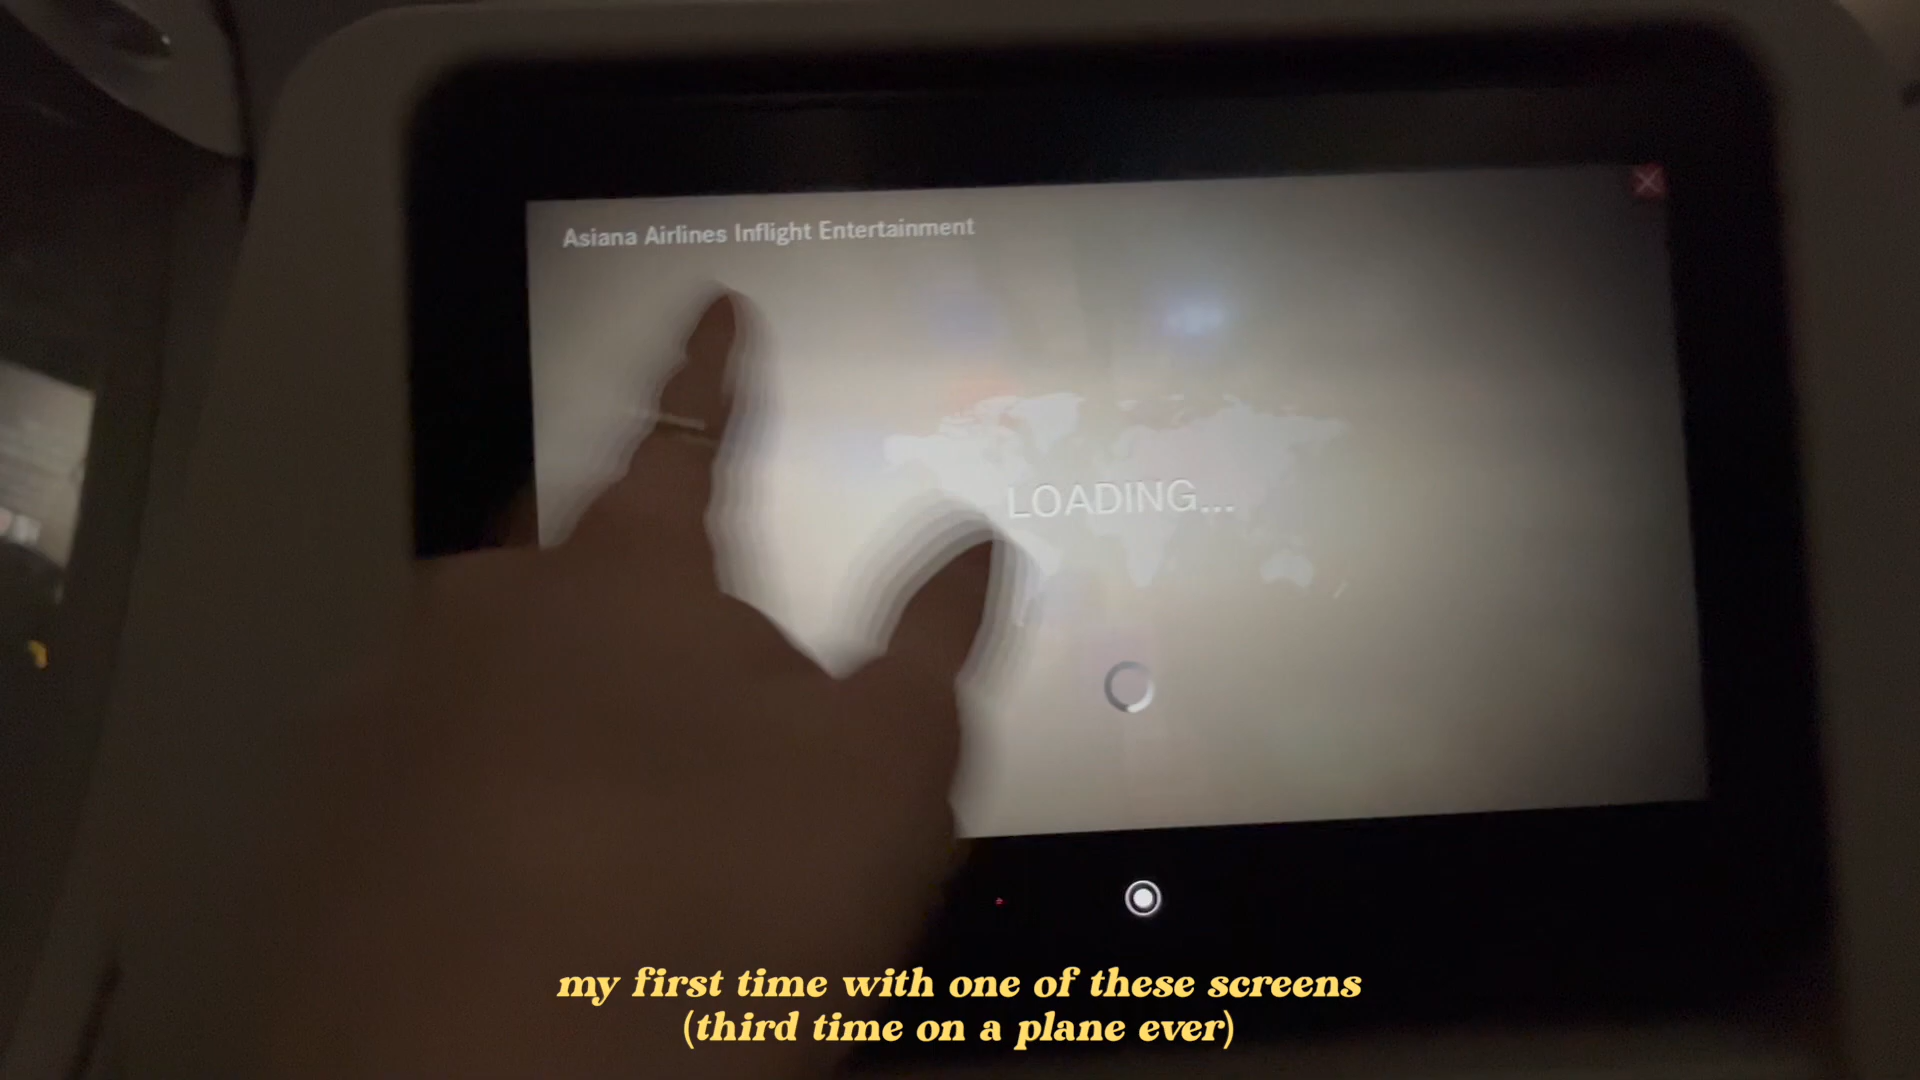 Asiana Airlines Inflight Entertainment
LOADING...
my first time with one of these screens
(third time on a plane ever)